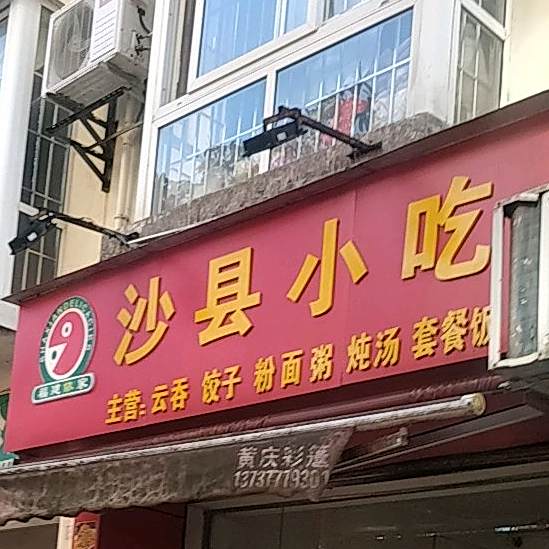 沙县小吃
主营:云吞 饺子 粉面粥 炖汤 套餐饭
黄庆彩篷
13737719301